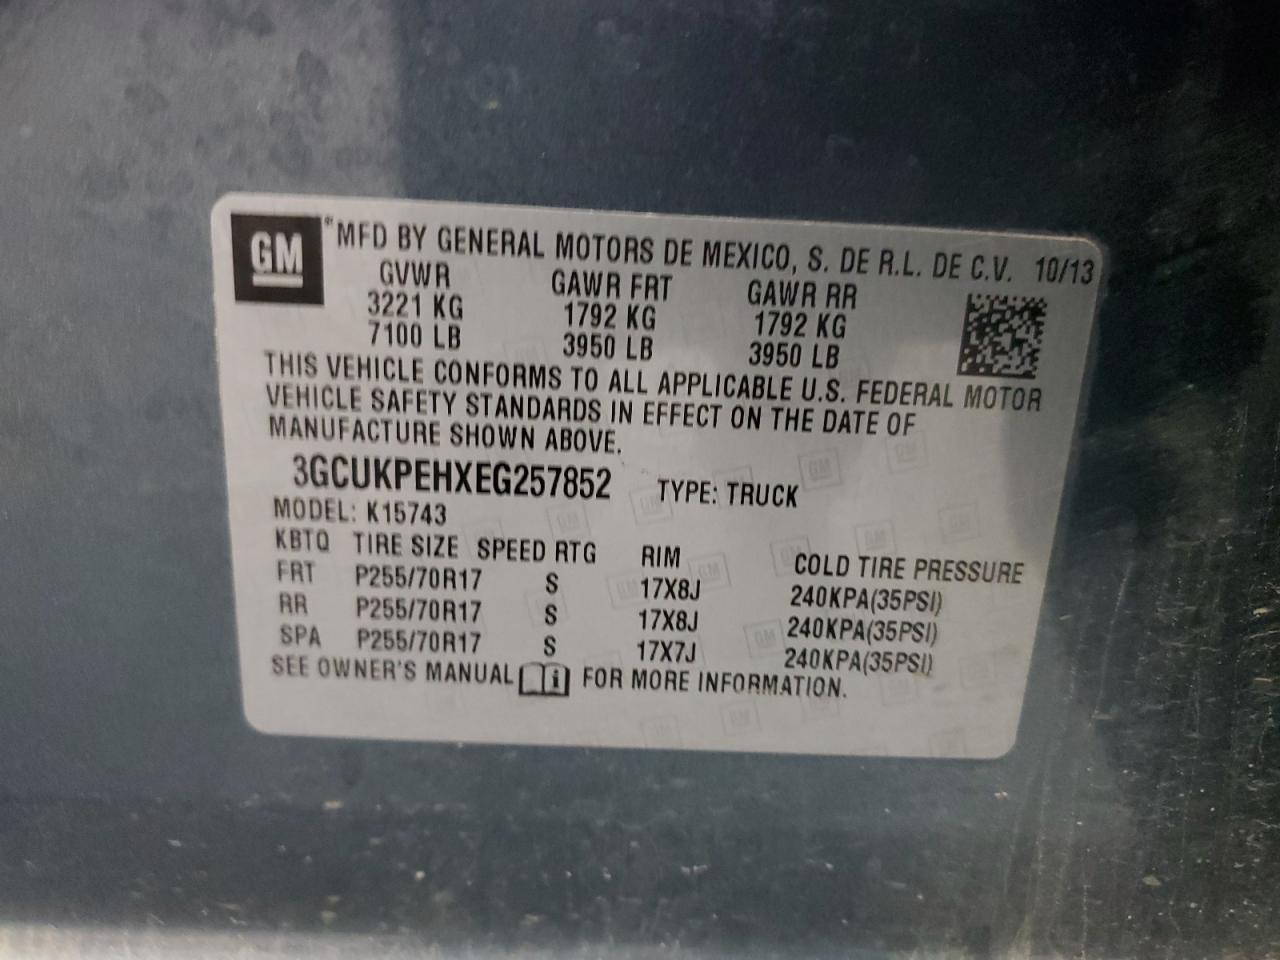 GM
® MFD BY GENERAL MOTORS DE MEXICO, S. DE R.L. DE C.V. 10/13
GVWR GAWR FRT GAWR RR
3221 KG 1792 KG 1792 KG
7100 LB 3950 LB 3950 LB
THIS VEHICLE CONFORMS TO ALL APPLICABLE U.S. FEDERAL MOTOR
VEHICLE SAFETY STANDARDS IN EFFECT ON THE DATE OF
MANUFACTURE SHOWN ABOVE.
3GCUKPEHXEG257852 TYPE: TRUCK
MODEL: K15743
KBTQ TIRE SIZE SPEED RTG RIM COLD TIRE PRESSURE
FRT P255/70R17 S 17X8J 240KPA(35PSI)
RR P255/70R17 S 17X8J 240KPA(35PSI)
SPA P255/70R17 S 17X7J 240KPA(35PSI)
SEE OWNER'S MANUAL i FOR MORE INFORMATION.